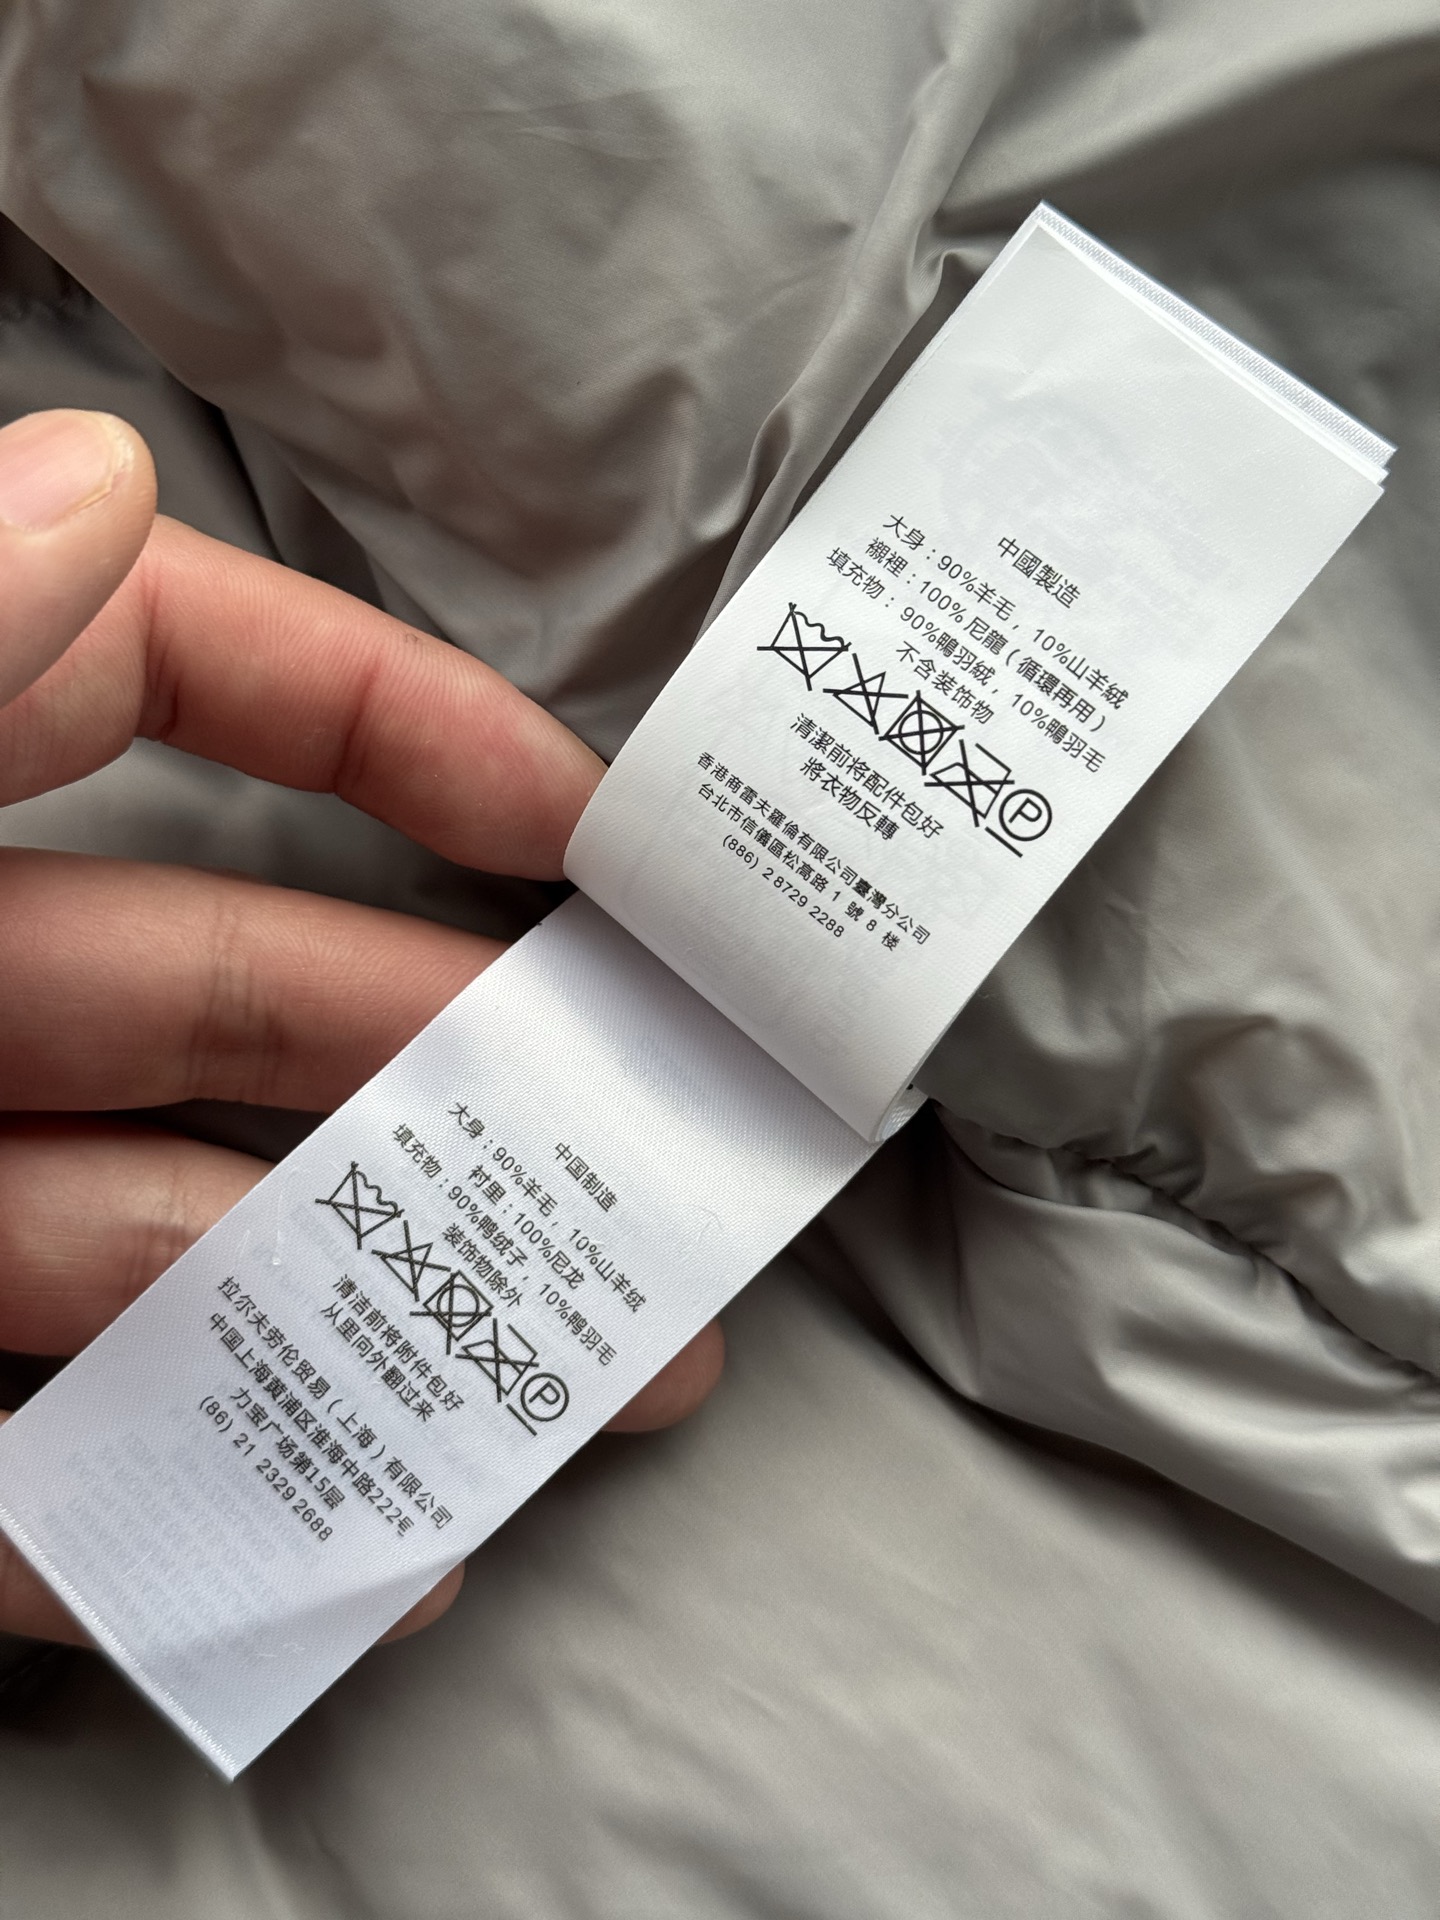 中國製造
大身：90%羊毛，10%山羊絨
襯裡：100%尼龍（循環再用）
填充物：90%鴨羽絨，10%鴨羽毛
不含装饰物
P
清潔前将配件包好
將衣物反轉
香港商雷夫羅倫有限公司臺灣分公司
台北市信儀區松高路 1 號 8 楼
(886) 2 8729 2288
中国制造
大身：90%羊毛，10%山羊绒
衬里：100%尼龙
填充物：90%鸭绒子，10%鸭羽毛
装饰物除外
P
清洁前将附件包好
从里向外翻过来
拉尔夫劳伦贸易（上海）有限公司
中国上海黄浦区淮海中路222号
力宝广场第15层
(86) 21 2329 2688